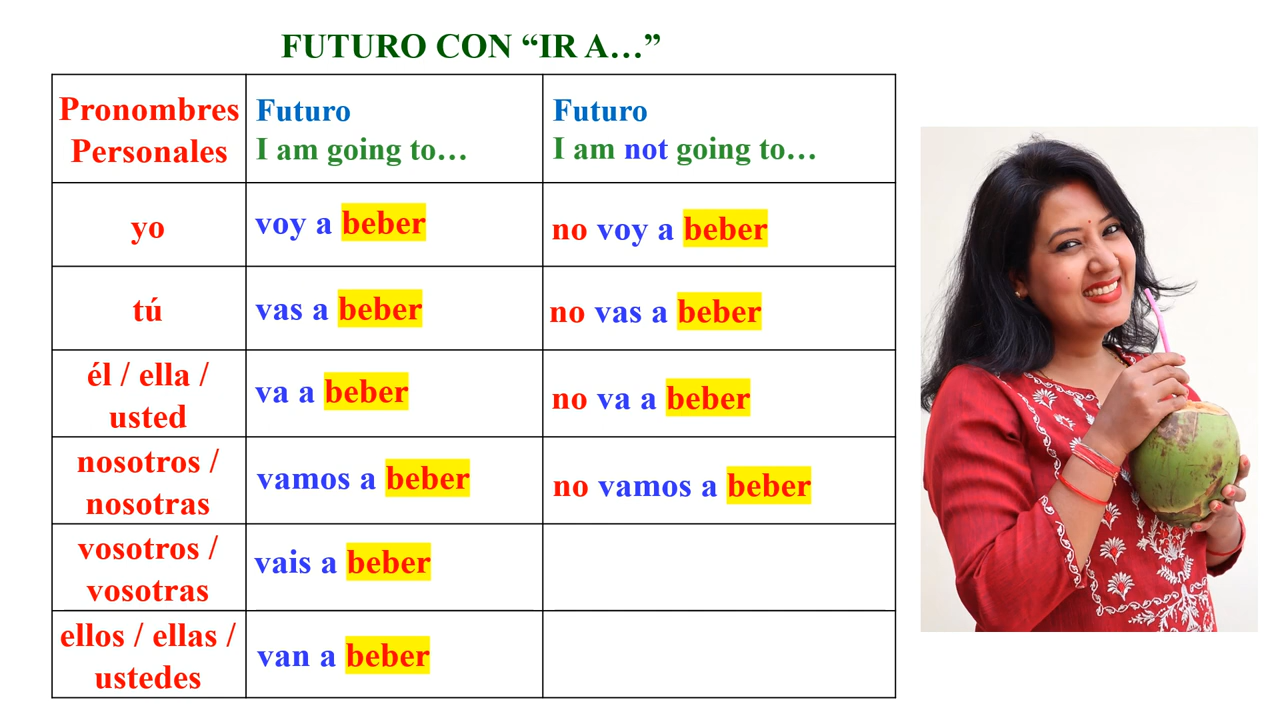 FUTURO CON “IR A…”
Pronombres
Personales
Futuro
I am going to…
Futuro
I am not going to…
yo
voy a beber
no voy a beber
tú
vas a beber
no vas a beber
él / ella /
usted
va a beber
no va a beber
nosotros /
nosotras
vamos a beber
no vamos a beber
vosotros /
vosotras
vais a beber
ellos / ellas /
ustedes
van a beber